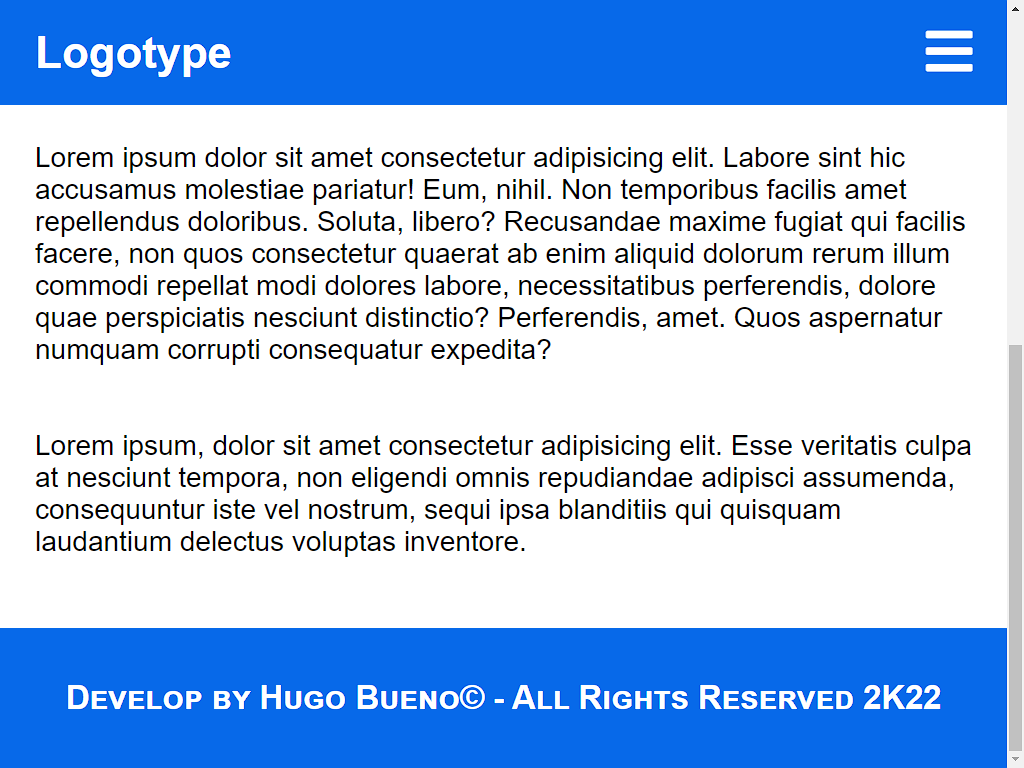 Logotype
Lorem ipsum dolor sit amet consectetur adipisicing elit. Labore sint hic
accusamus molestiae pariatur! Eum, nihil. Non temporibus facilis amet
repellendus doloribus. Soluta, libero? Recusandae maxime fugiat qui facilis
facere, non quos consectetur quaerat ab enim aliquid dolorum rerum illum
commodi repellat modi dolores labore, necessitatibus perferendis, dolore
quae perspiciatis nesciunt distinctio? Perferendis, amet. Quos aspernatur
numquam corrupti consequatur expedita?
Lorem ipsum, dolor sit amet consectetur adipisicing elit. Esse veritatis culpa
at nesciunt tempora, non eligendi omnis repudiandae adipisci assumenda,
consequuntur iste vel nostrum, sequi ipsa blanditiis qui quisquam
laudantium delectus voluptas inventore.
Develop by Hugo Bueno© - All Rights Reserved 2K22